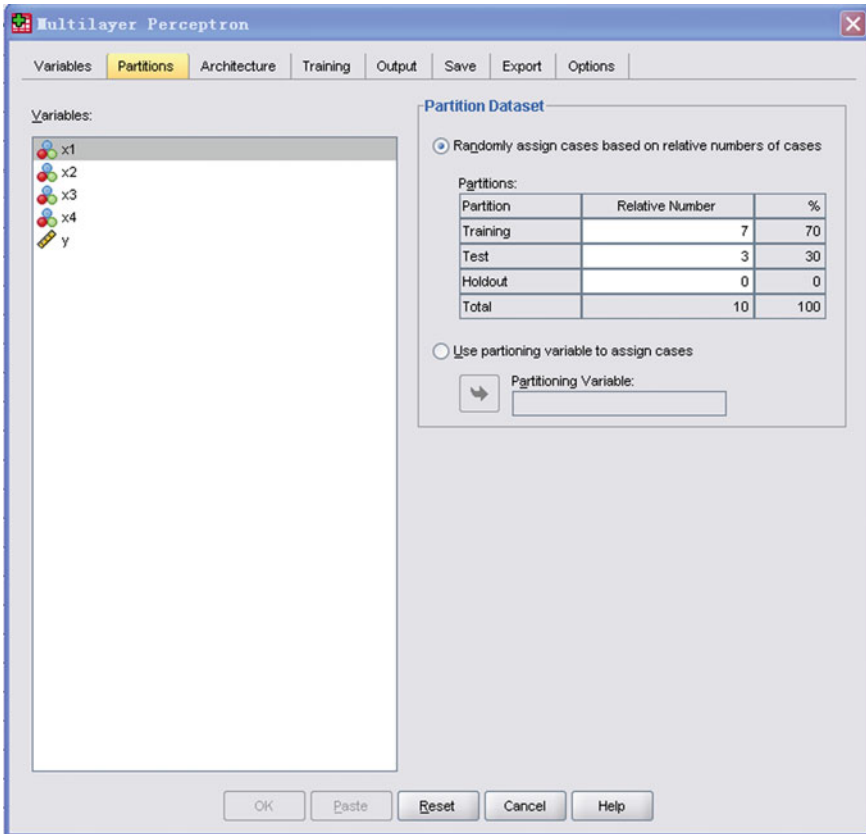 Multilayer Perceptron
Variables Partitions Architecture Training Output Save Export Options
Variables:
x1
x2
x3
x4
y
Partition Dataset
Randomly assign cases based on relative numbers of cases
Partitions:
Partition Relative Number %
Training 7 70
Test 3 30
Holdout 0 0
Total 10 100
Use partioning variable to assign cases
Partitioning Variable:
OK Paste Reset Cancel Help